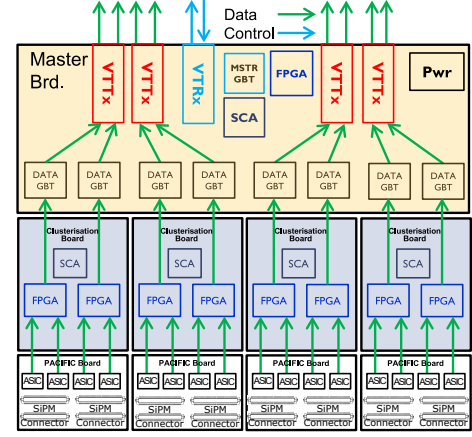 Data
Control
Master
Brd.
VTTx
VTTx
VTRx
MSTR
GBT
FPGA
SCA
VTTx
VTTx
Pwr
DATA
GBT
DATA
GBT
DATA
GBT
DATA
GBT
DATA
GBT
DATA
GBT
DATA
GBT
DATA
GBT
Clusterisation
Board
SCA
FPGA
FPGA
Clusterisation
Board
SCA
FPGA
FPGA
Clusterisation
Board
SCA
FPGA
FPGA
Clusterisation
Board
SCA
FPGA
FPGA
PACIFIC Board
ASIC ASIC ASIC ASIC
SiPM SiPM
Connector Connector
PACIFIC Board
ASIC ASIC ASIC ASIC
SiPM SiPM
Connector Connector
PACIFIC Board
ASIC ASIC ASIC ASIC
SiPM SiPM
Connector Connector
PACIFIC Board
ASIC ASIC ASIC ASIC
SiPM SiPM
Connector Connector